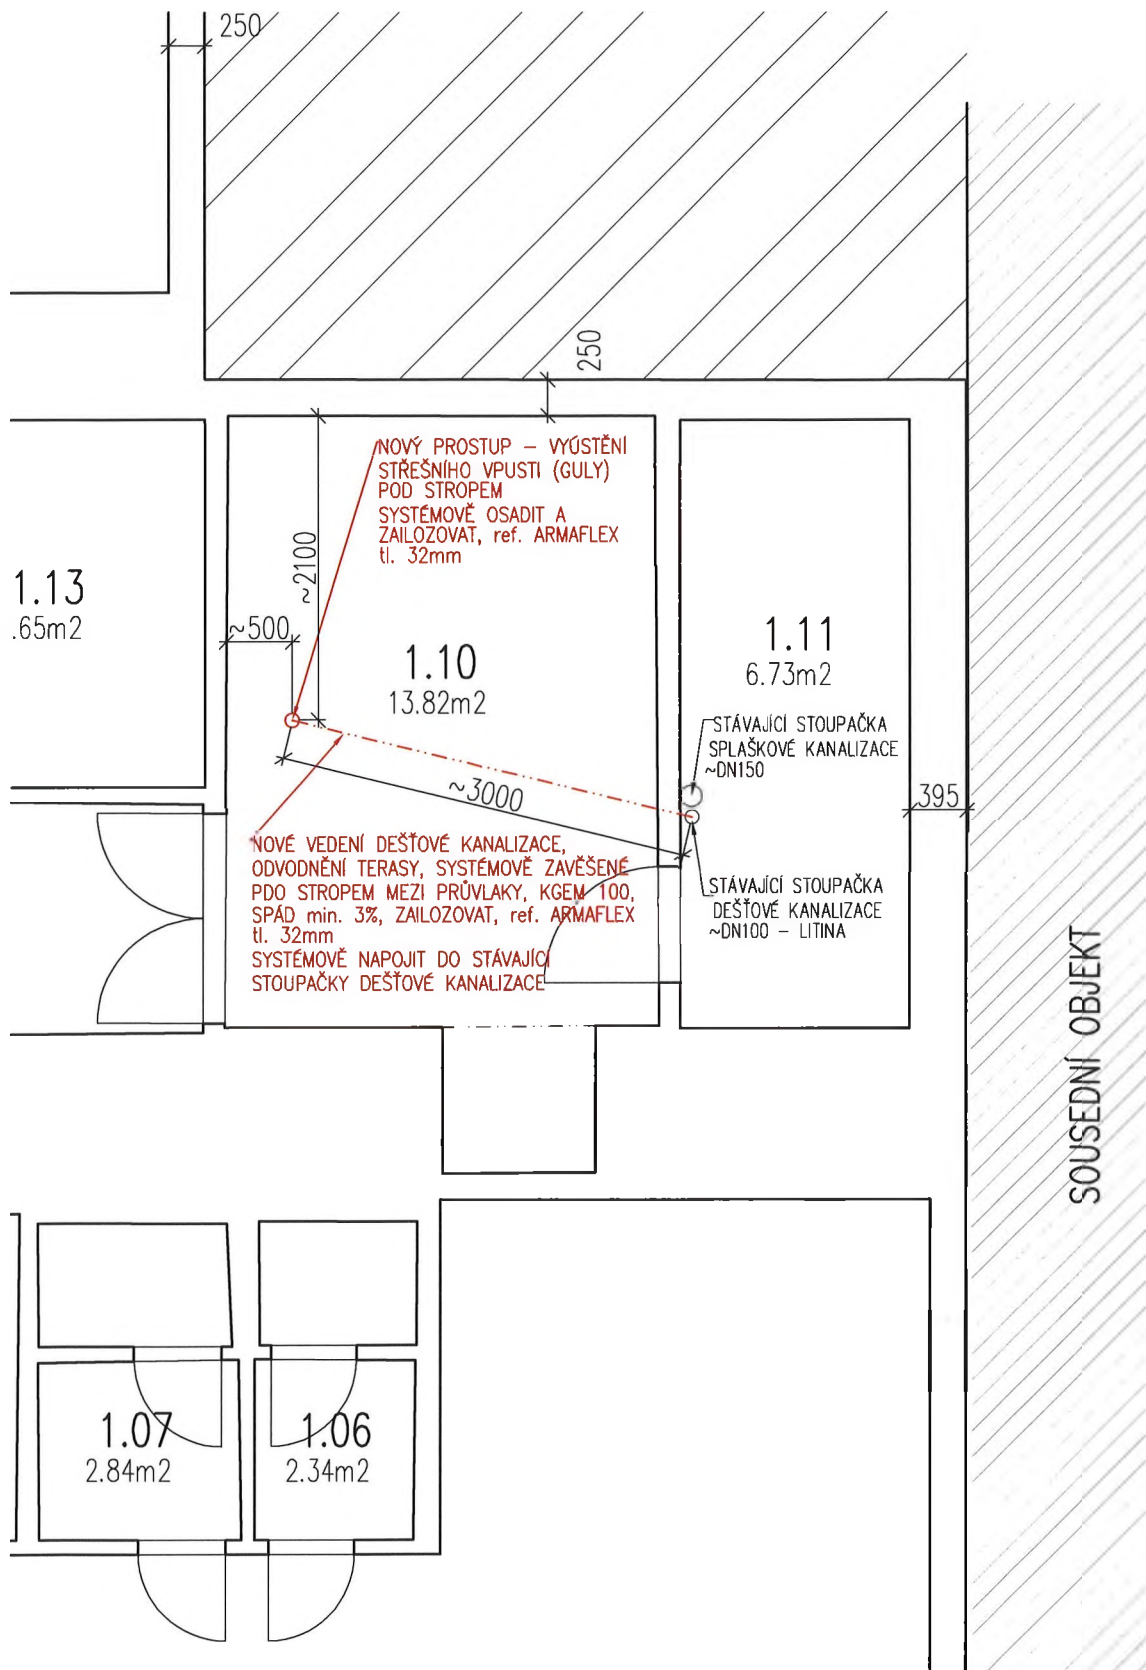 250
250
NOVÝ PROSTUP – VYÚSTĚNÍ
STŘEŠNÍHO VPUSTI (GULY)
POD STROPEM
SYSTÉMOVĚ OSADIT A
ZAILOZOVAT, ref. ARMAFLEX
tl. 32mm
~2100
~500
1.13
.65m2
1.10
13.82m2
1.11
6.73m2
STÁVAJÍCÍ STOUPAČKA
SPLAŠKOVÉ KANALIZACE
~DN150
~3000
395
NOVÉ VEDENÍ DEŠŤOVÉ KANALIZACE,
ODVODNĚNÍ TERASY, SYSTÉMOVĚ ZAVĚŠENÉ
PDO STROPEM MEZI PRŮVLAKY, KGEM 100,
SPÁD min. 3%, ZAILOZOVAT, ref. ARMAFLEX
tl. 32mm
SYSTÉMOVĚ NAPOJIT DO STÁVAJÍCÍ
STOUPAČKY DEŠŤOVÉ KANALIZACE
STÁVAJÍCÍ STOUPAČKA
DEŠŤOVÉ KANALIZACE
~DN100 – LITINA
SOUSEDNÍ OBJEKT
1.07
2.84m2
1.06
2.34m2